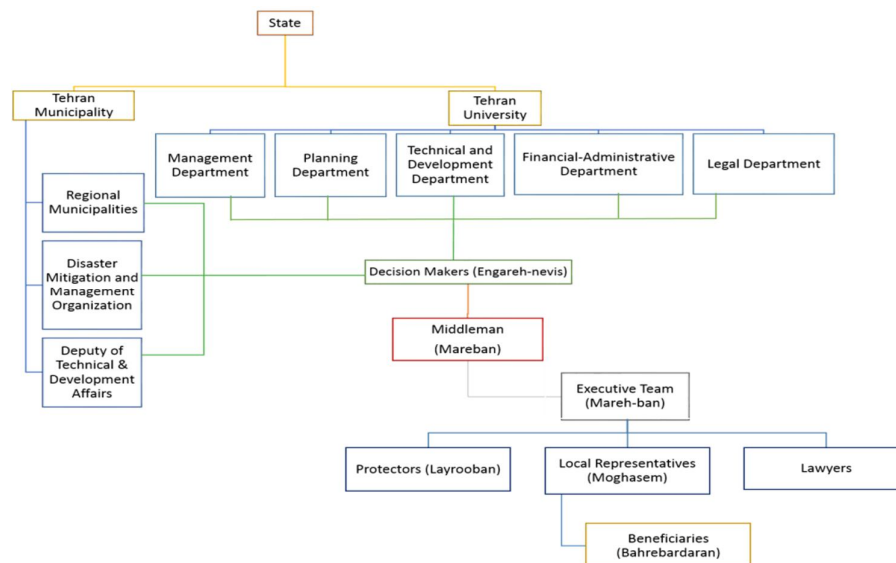 State
Tehran
Municipality
Tehran
University
Management
Department
Planning
Department
Technical and
Development
Department
Financial-Administrative
Department
Legal Department
Regional
Municipalities
Disaster
Mitigation and
Management
Organization
Deputy of
Technical &
Development
Affairs
Decision Makers (Engareh-nevis)
Middleman
(Mareban)
Executive Team
(Mareh-ban)
Protectors (Layrooban)
Local Representatives
(Moghasem)
Lawyers
Beneficiaries
(Bahrebardaran)